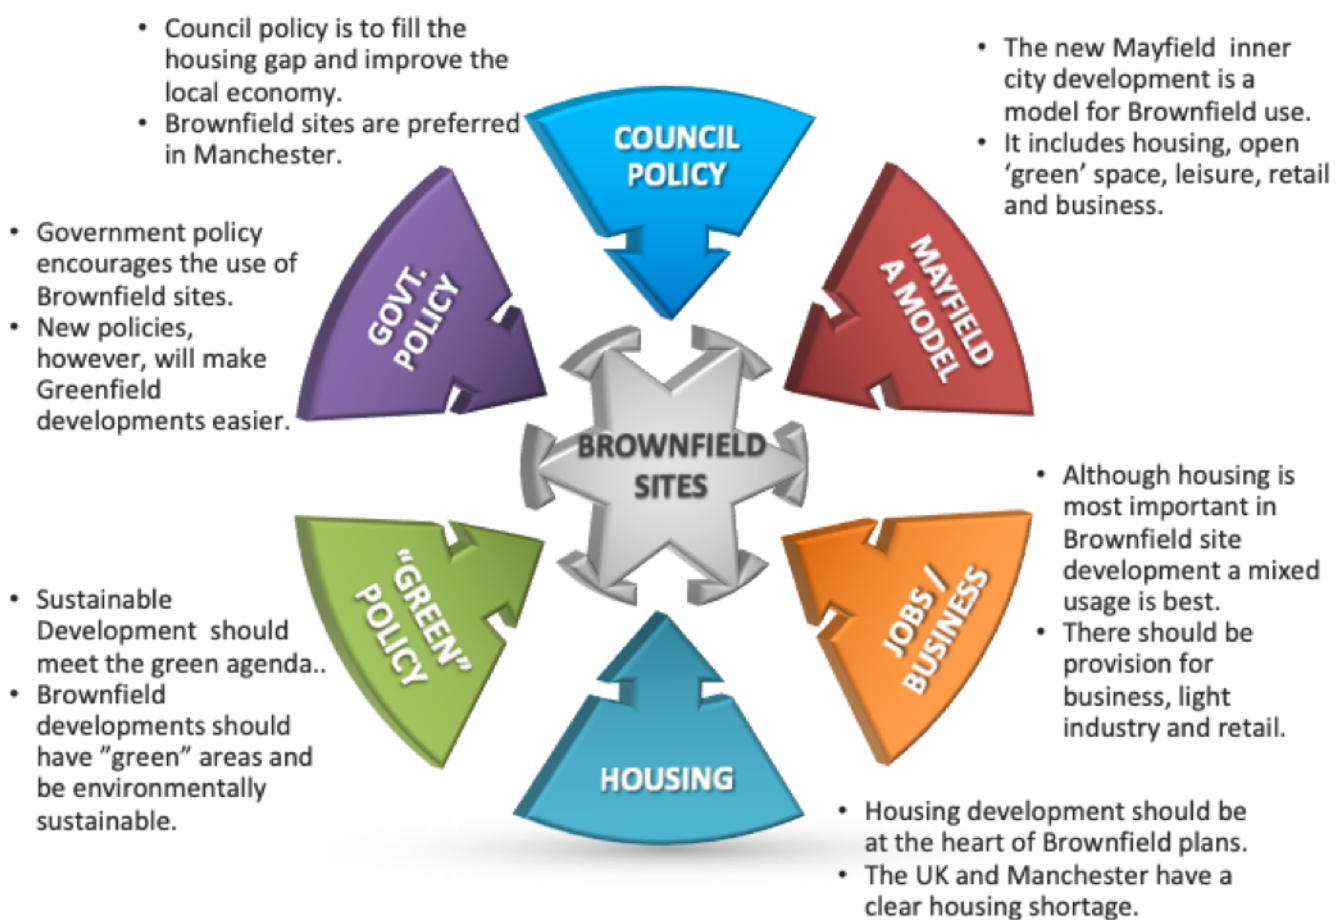 • Council policy is to fill the
housing gap and improve the
local economy.
• Brownfield sites are preferred
in Manchester.
COUNCIL
POLICY
• The new Mayfield inner
city development is a
model for Brownfield use.
• It includes housing, open
‘green’ space, leisure, retail
and business.
MAYFIELD
A MODEL
• Government policy
encourages the use of
Brownfield sites.
• New policies,
however, will make
Greenfield
developments easier.
GOVT.
POLICY
BROWNFIELD
SITES
• Although housing is
most important in
Brownfield site
development a mixed
usage is best.
• There should be
provision for
business, light
industry and retail.
JOBS /
BUSINESS
• Sustainable
Development should
meet the green agenda..
• Brownfield
developments should
have ”green” areas and
be environmentally
sustainable.
“GREEN”
POLICY
HOUSING
• Housing development should be
at the heart of Brownfield plans.
• The UK and Manchester have a
clear housing shortage.